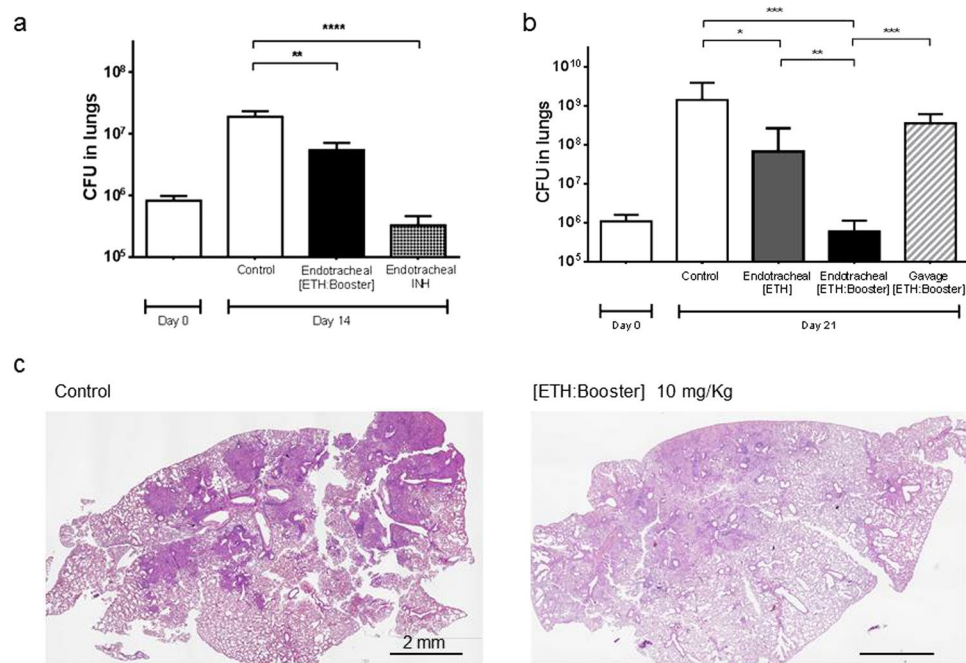 a
****
**
10⁸
10⁷
10⁶
10⁵
CFU in lungs
Control
Endotracheal
[ETH:Booster]
Endotracheal
INH
Day 0
Day 14
b
***
*
***
**
10¹⁰
10⁹
10⁸
10⁷
10⁶
10⁵
CFU in lungs
Control
Endotracheal
[ETH]
Endotracheal
[ETH:Booster]
Gavage
[ETH:Booster]
Day 0
Day 21
c
Control
[ETH:Booster] 10 mg/Kg
2 mm